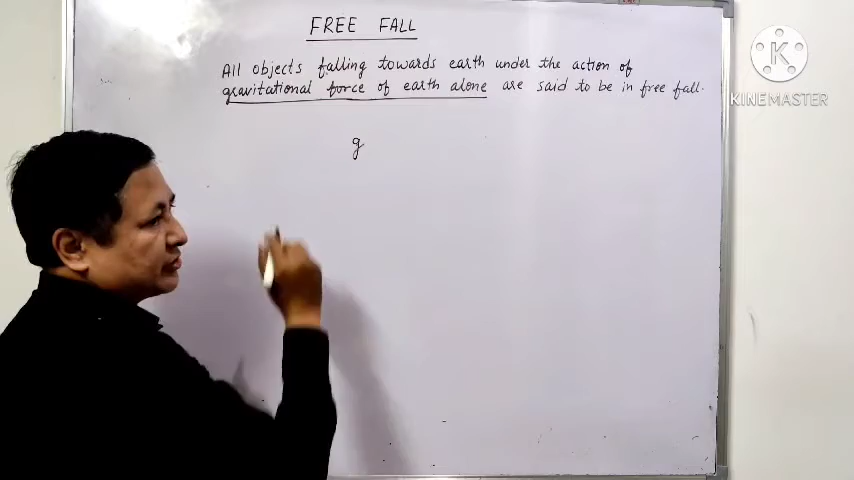 FREE FALL
All objects falling towards earth under the action of
gravitational force of earth alone are said to be in free fall.
g
K
KINEMASTER